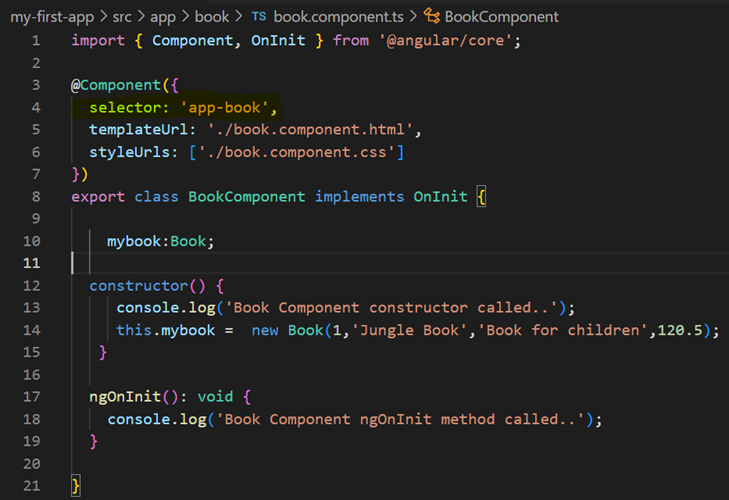 my-first-app > src > app > book > TS book.component.ts > BookComponent
1 import { Component, OnInit } from '@angular/core';
2
3 @Component({
4 selector: 'app-book',
5 templateUrl: './book.component.html',
6 styleUrls: ['./book.component.css']
7 })
8 export class BookComponent implements OnInit {
9
10 mybook:Book;
11
12 constructor() {
13 console.log('Book Component constructor called..');
14 this.mybook =  new Book(1,'Jungle Book','Book for children',120.5);
15 }
16
17 ngOnInit(): void {
18 console.log('Book Component ngOnInit method called..');
19 }
20
21 }